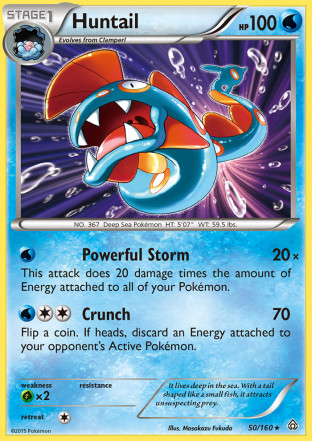 STAGE1
Huntail
HP100
Evolves from Clamperl
NO. 367 Deep Sea Pokémon HT: 5'07" WT: 59.5 lbs.
Powerful Storm 20×
This attack does 20 damage times the amount of
Energy attached to all of your Pokémon.
Crunch 70
Flip a coin. If heads, discard an Energy attached to
your opponent's Active Pokémon.
weakness
resistance
×2
retreat
It lives deep in the sea. With a tail
shaped like a small fish, it attracts
unsuspecting prey.
©2015 Pokémon
Illus. Masakazu Fukuda
50/160 ★